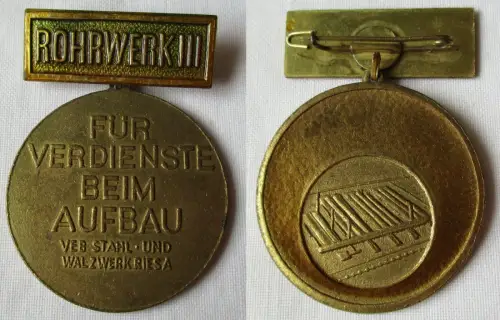 ROHRWERK III
FÜR
VERDIENSTE
BEIM
AUFBAU
VEB STAHL- UND
WALZWERK RIESA